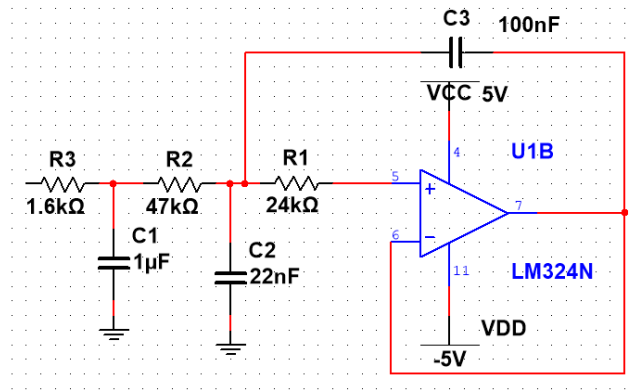 C3
100nF
VCC 5V
R3
R2
R1
U1B
4
5
1.6kΩ
47kΩ
24kΩ
7
6
C1
1µF
C2
22nF
11
LM324N
VDD
-5V